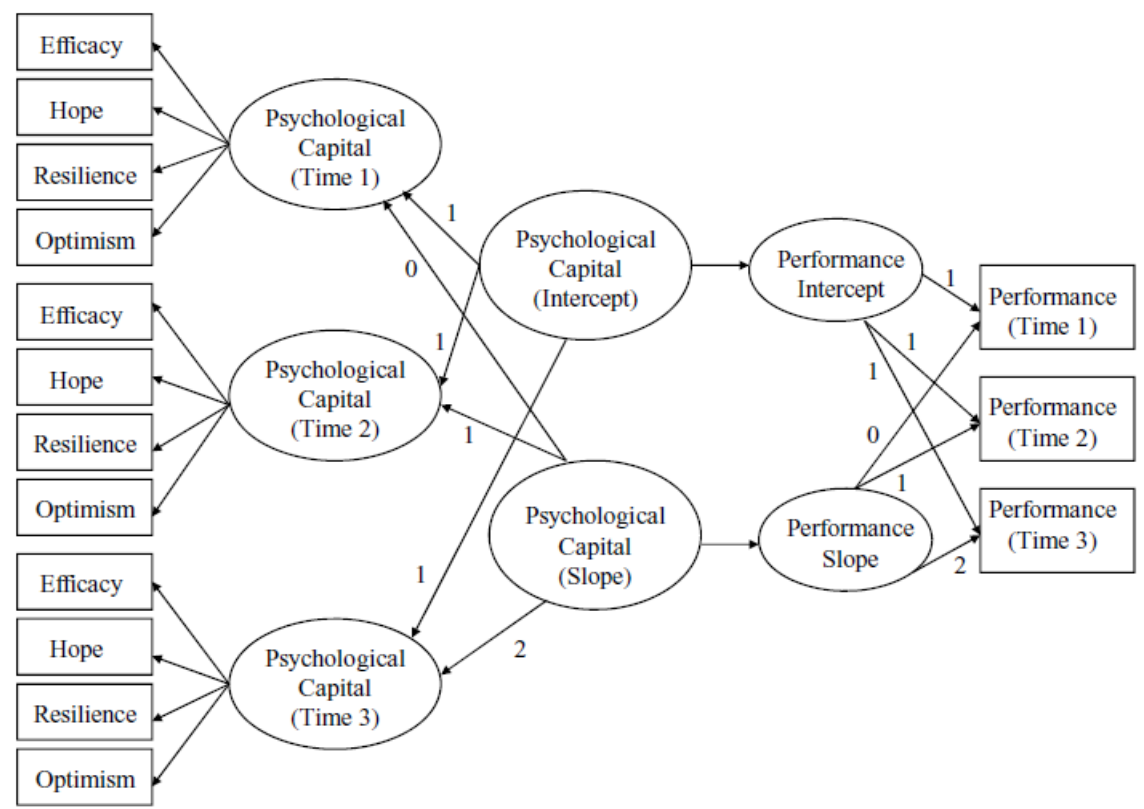 Efficacy
Hope
Resilience
Optimism
Psychological
Capital
(Time 1)
Efficacy
Hope
Resilience
Optimism
Psychological
Capital
(Time 2)
Efficacy
Hope
Resilience
Optimism
Psychological
Capital
(Time 3)
1
0
1
1
1
2
Psychological
Capital
(Intercept)
Psychological
Capital
(Slope)
Performance
Intercept
Performance
Slope
1
1
1
0
1
2
Performance
(Time 1)
Performance
(Time 2)
Performance
(Time 3)